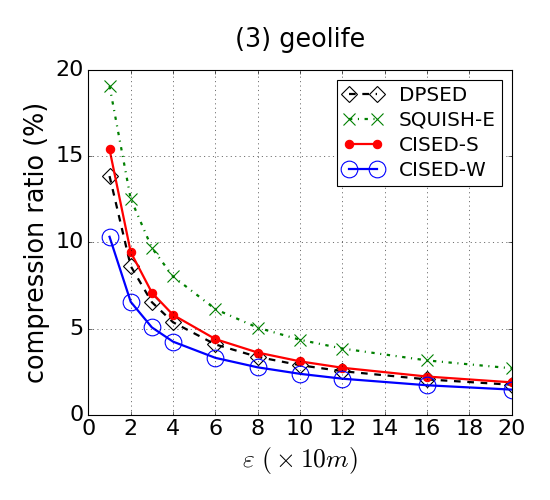 (3) geolife
compression ratio (%)
20
15
10
5
0
DPSED
SQUISH-E
CISED-S
CISED-W
0 2 4 6 8 10 12 14 16 18 20
ε (×10m)